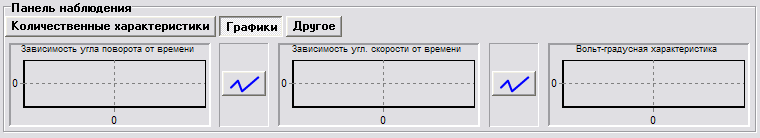 Панель наблюдения
Количественные характеристики Графики Другое
Зависимость угла поворота от времени Зависимость угл. скорости от времени Вольт-градусная характеристика
0 0 0
0 0 0